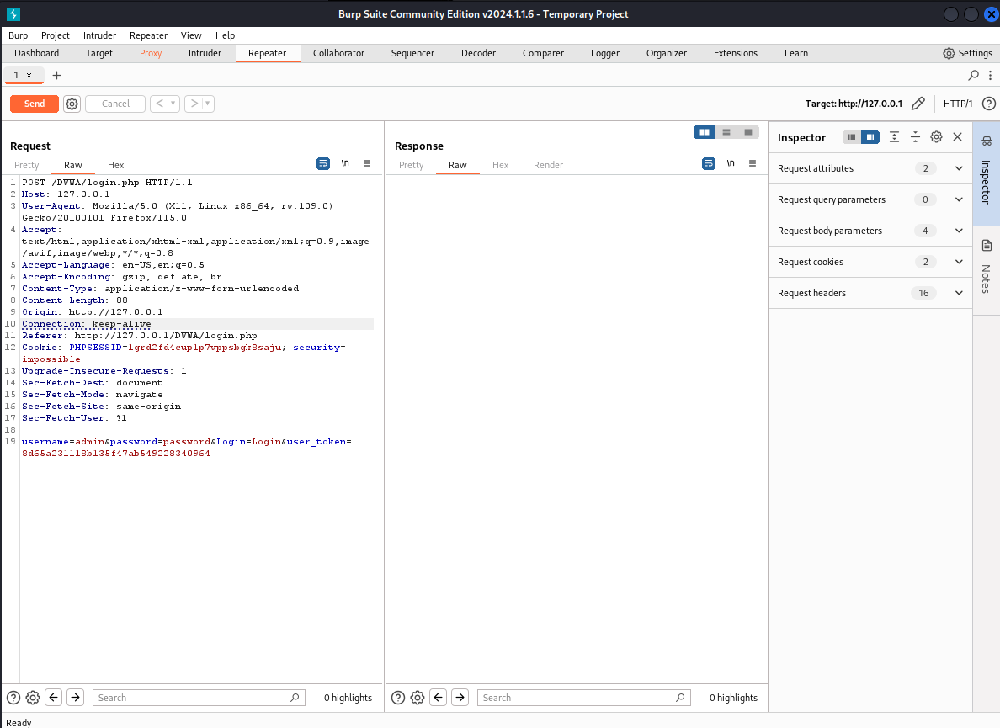 Burp Suite Community Edition v2024.1.1.6 - Temporary Project
Burp Project Intruder Repeater View Help
Dashboard Target Proxy Intruder Repeater Collaborator Sequencer Decoder Comparer Logger Organizer Extensions Learn Settings
1 × +
Send Cancel < > Target: http://127.0.0.1 HTTP/1 ?
Request
Pretty Raw Hex \n
1 POST /DVWA/login.php HTTP/1.1
2 Host: 127.0.0.1
3 User-Agent: Mozilla/5.0 (X11; Linux x86_64; rv:109.0)
Gecko/20100101 Firefox/115.0
4 Accept:
text/html,application/xhtml+xml,application/xml;q=0.9,image
/avif,image/webp,*/*;q=0.8
5 Accept-Language: en-US,en;q=0.5
6 Accept-Encoding: gzip, deflate, br
7 Content-Type: application/x-www-form-urlencoded
8 Content-Length: 88
9 Origin: http://127.0.0.1
10 Connection: keep-alive
11 Referer: http://127.0.0.1/DVWA/login.php
12 Cookie: PHPSESSID=1grd2fd4cup1p7vppsbgk8saju; security=
impossible
13 Upgrade-Insecure-Requests: 1
14 Sec-Fetch-Dest: document
15 Sec-Fetch-Mode: navigate
16 Sec-Fetch-Site: same-origin
17 Sec-Fetch-User: ?1
18
19 username=admin&password=password&Login=Login&user_token=
8d65a231118b135f47ab549228340964
Search 0 highlights
Response
Pretty Raw Hex Render \n
Search 0 highlights
Inspector
Request attributes 2
Request query parameters 0
Request body parameters 4
Request cookies 2
Request headers 16
Inspector
Notes
Ready